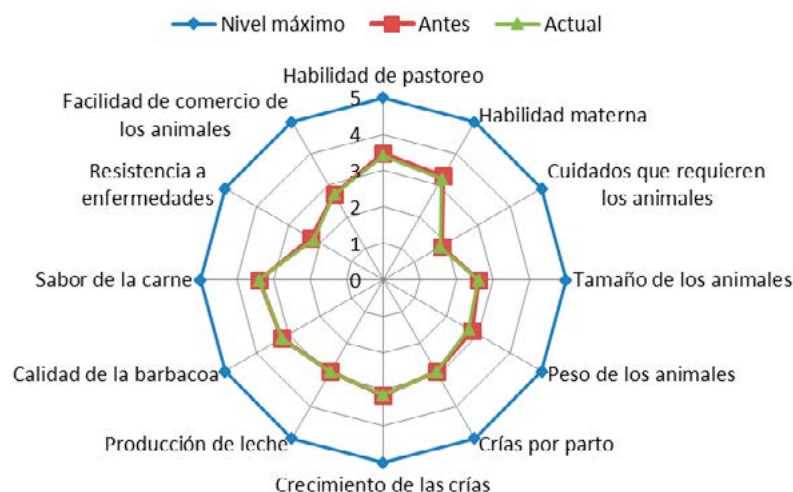 Nivel máximo Antes Actual
Habilidad de pastoreo
Facilidad de comercio de
los animales
Habilidad materna
Resistencia a
enfermedades
Cuidados que requieren
los animales
5
4
3
2
1
0
Sabor de la carne
Tamaño de los animales
Calidad de la barbacoa
Peso de los animales
Producción de leche
Crías por parto
Crecimiento de las crías